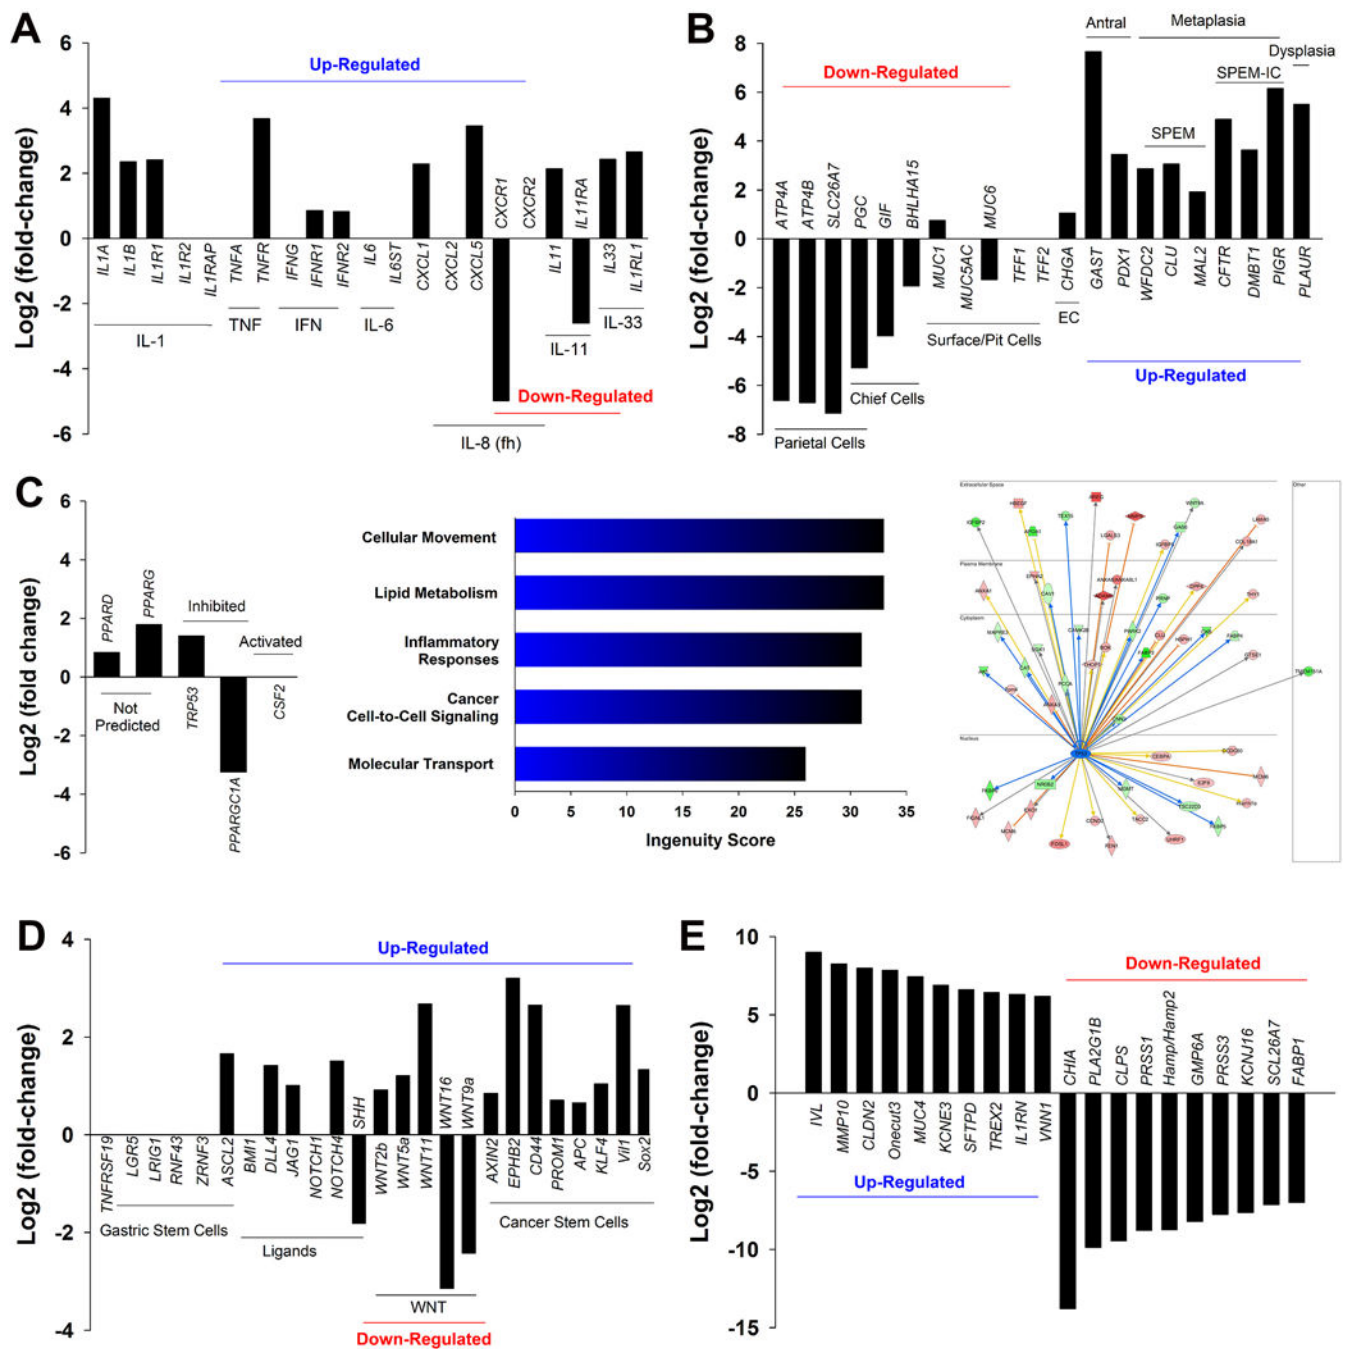 A
Log2 (fold-change)
6
4
2
0
-2
-4
-6
Up-Regulated
IL1A
IL1B
IL1R1
IL1R2
IL1RAP
TNFA
TNFR
IFNG
IFNR1
IFNR2
IL6
IL6ST
CXCL1
CXCL2
CXCL5
CXCR1
CXCR2
IL11
IL11RA
IL33
IL1RL1
IL-1
TNF
IFN
IL-6
IL-11
IL-33
Down-Regulated
IL-8 (fh)
B
Log2 (fold-change)
8
6
4
2
0
-2
-4
-6
-8
Antral
Metaplasia
Dysplasia
SPEM-IC
SPEM
Down-Regulated
ATP4A
ATP4B
SLC26A7
PGC
GIF
BHLHA15
MUC1
MUC5AC
MUC6
TFF1
TFF2
CHGA
GAST
PDX1
WFDC2
CLU
MAL2
CFTR
DMBT1
PIGR
PLAUR
EC
Surface/Pit Cells
Chief Cells
Parietal Cells
Up-Regulated
C
Log2 (fold change)
6
4
2
0
-2
-4
-6
PPARD
PPARG
Inhibited
Activated
Not
Predicted
TRP53
PPARGC1A
CSF2
Cellular Movement
Lipid Metabolism
Inflammatory
Responses
Cancer
Cell-to-Cell Signaling
Molecular Transport
0 5 10 15 20 25 30 35
Ingenuity Score
Extracellular Space
Other
Plasma Membrane
Cytoplasm
Nucleus
D
Log2 (fold-change)
4
2
0
-2
-4
Up-Regulated
TNFRSF19
LGR5
LRIG1
RNF43
ZRNF3
ASCL2
BMI1
DLL4
JAG1
NOTCH1
NOTCH4
SHH
WNT2b
WNT5a
WNT11
WNT16
WNT9a
AXIN2
EPHB2
CD44
PROM1
APC
KLF4
Vil1
Sox2
Gastric Stem Cells
Ligands
WNT
Cancer Stem Cells
Down-Regulated
E
Log2 (fold-change)
10
5
0
-5
-10
-15
Down-Regulated
IVL
MMP10
CLDN2
Onecut3
MUC4
KCNE3
SFTPD
TREX2
IL1RN
VNN1
CHIA
PLA2G1B
CLPS
PRSS1
Hamp/Hamp2
GMP6A
PRSS3
KCNJ16
SCL26A7
FABP1
Up-Regulated